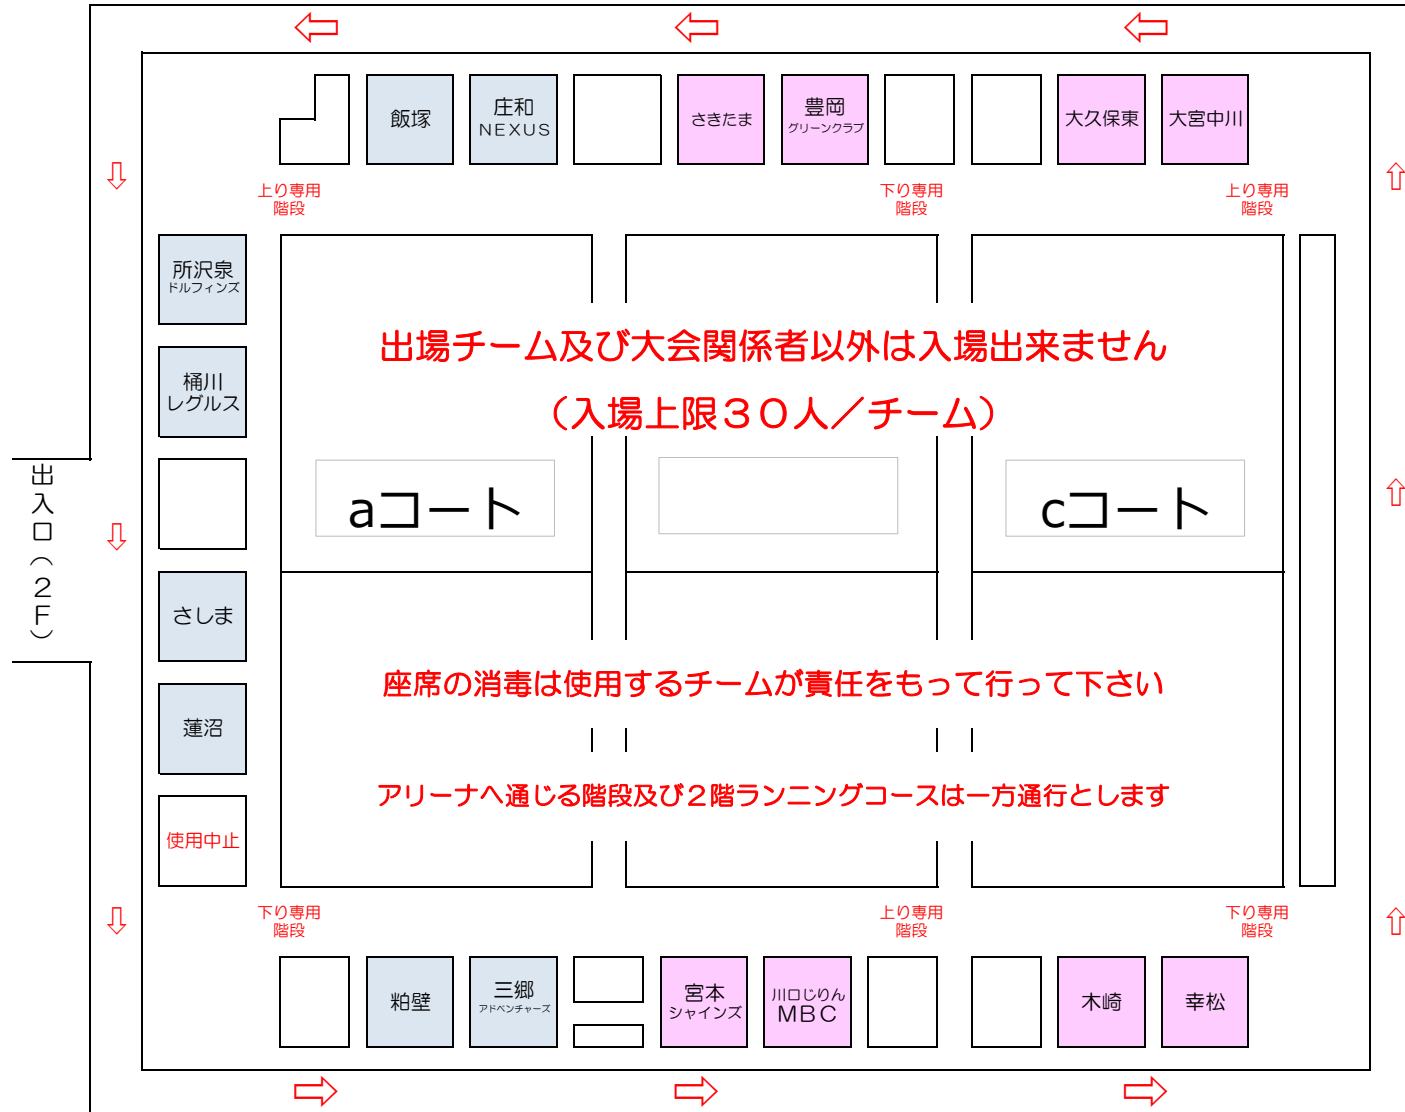 飯塚
庄和
ＮＥＸＵＳ
さきたま
豊岡
グリーンクラブ
大久保東
大宮中川
上り専用
階段
下り専用
階段
上り専用
階段
所沢泉
ドルフィンズ
桶川
レグルス
さしま
蓮沼
使用中止
出入口（２Ｆ）
出場チーム及び大会関係者以外は入場出来ません
（入場上限３０人／チーム）
aコート
cコート
座席の消毒は使用するチームが責任をもって行って下さい
アリーナへ通じる階段及び２階ランニングコースは一方通行とします
下り専用
階段
上り専用
階段
下り専用
階段
粕壁
三郷
アドベンチャーズ
宮本
シャインズ
川口じりん
ＭＢＣ
木崎
幸松